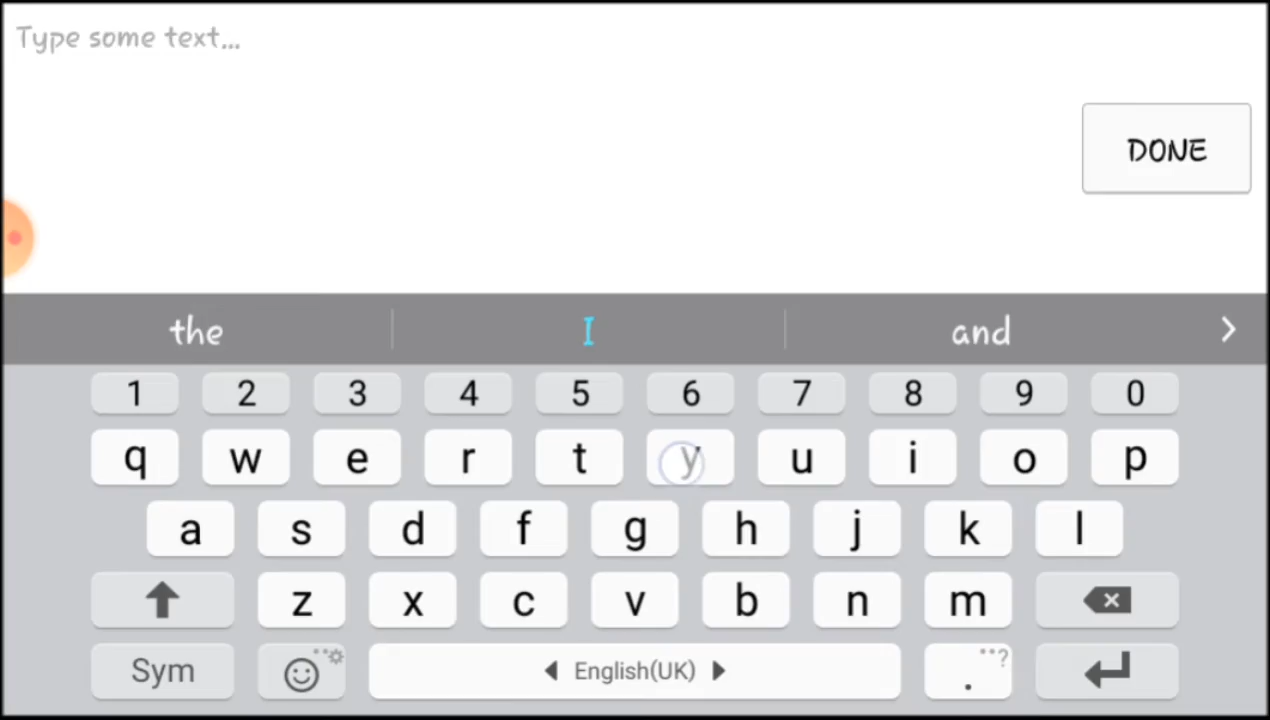 Type some text...
DONE
the I and
1 2 3 4 5 6 7 8 9 0
q w e r t y u i o p
a s d f g h j k l
z x c v b n m
Sym English(UK) . ?